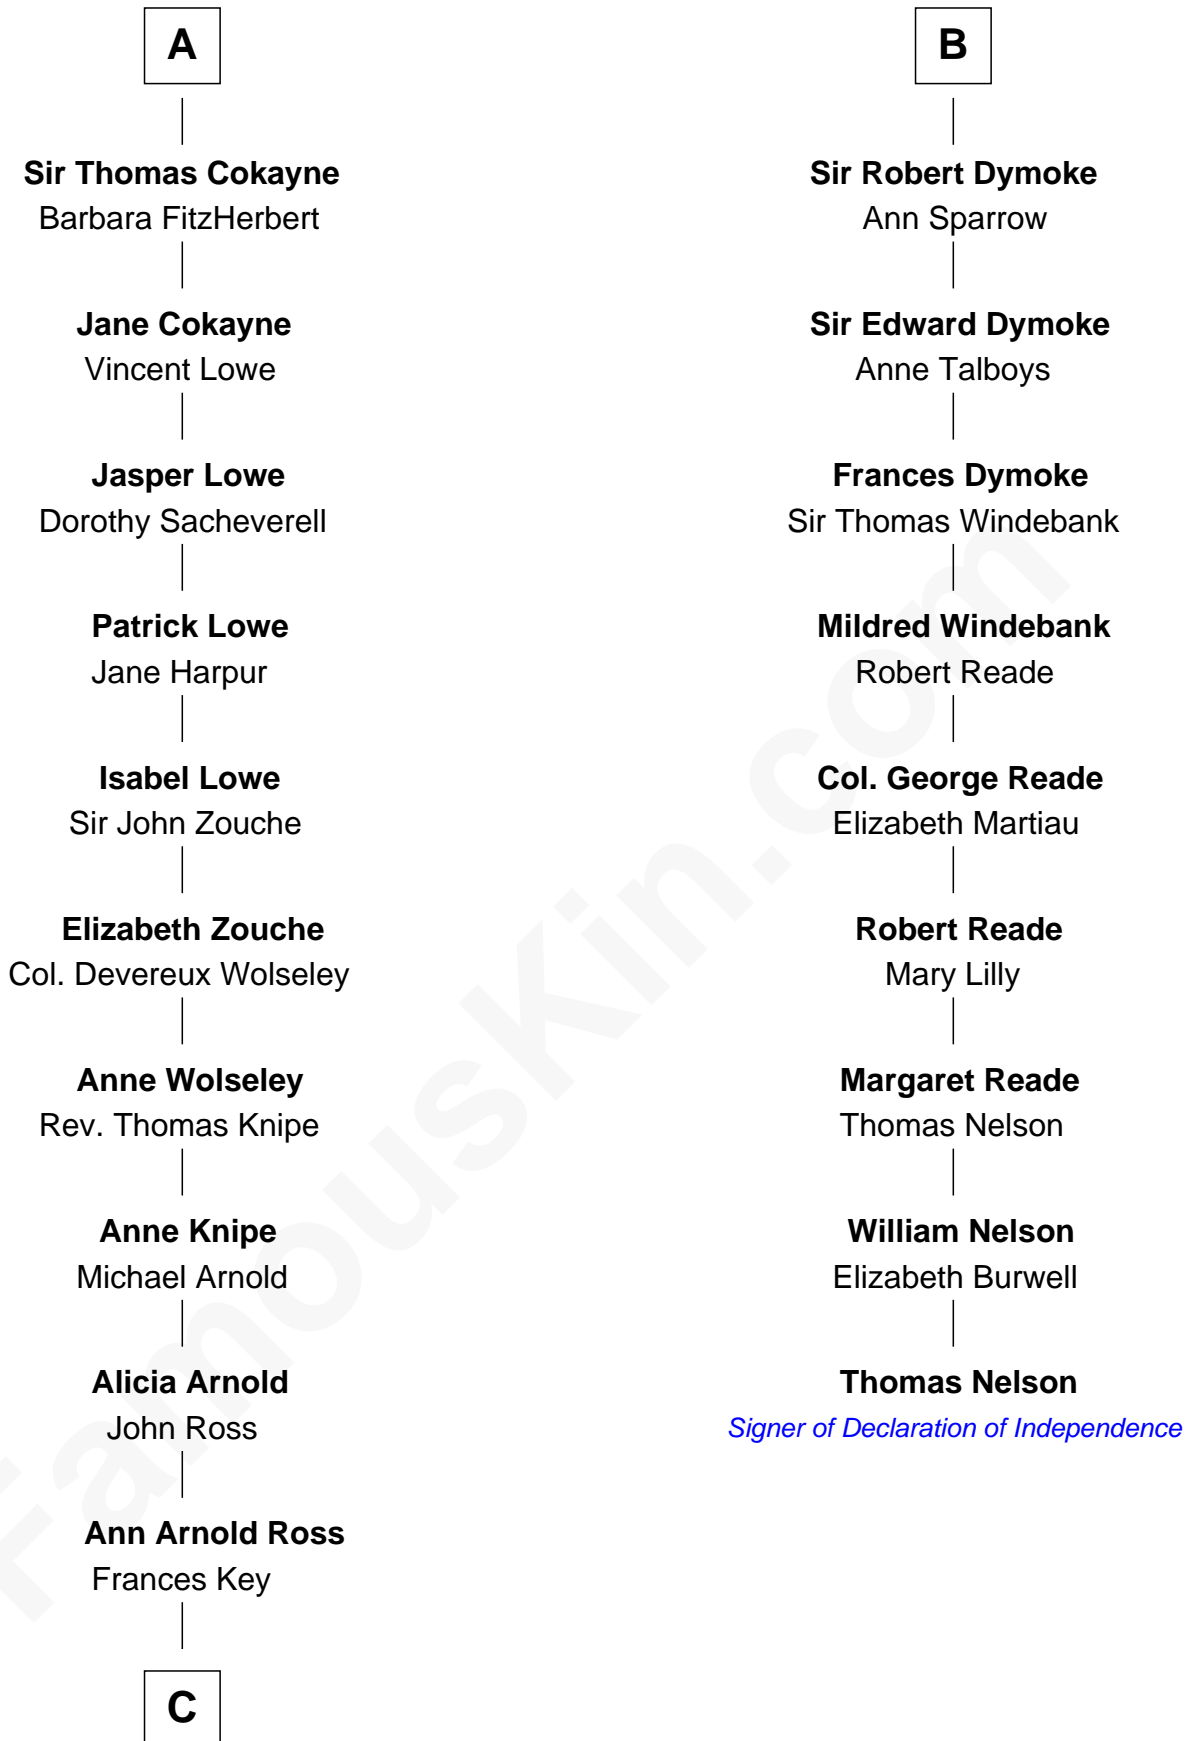 A
Sir Thomas Cokayne
Barbara FitzHerbert
Jane Cokayne
Vincent Lowe
Jasper Lowe
Dorothy Sacheverell
Patrick Lowe
Jane Harpur
Isabel Lowe
Sir John Zouche
Elizabeth Zouche
Col. Devereux Wolseley
Anne Wolseley
Rev. Thomas Knipe
Anne Knipe
Michael Arnold
Alicia Arnold
John Ross
Ann Arnold Ross
Frances Key
C
B
Sir Robert Dymoke
Ann Sparrow
Sir Edward Dymoke
Anne Talboys
Frances Dymoke
Sir Thomas Windebank
Mildred Windebank
Robert Reade
Col. George Reade
Elizabeth Martiau
Robert Reade
Mary Lilly
Margaret Reade
Thomas Nelson
William Nelson
Elizabeth Burwell
Thomas Nelson
Signer of Declaration of Independence
FamousKin.com